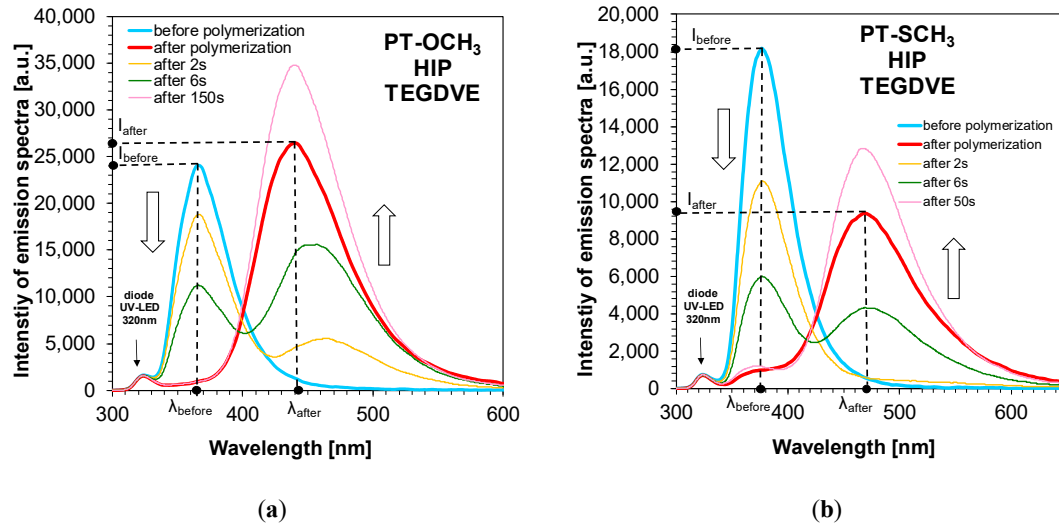 40,000
35,000
30,000
25,000
20,000
15,000
10,000
5,000
0
Intenstiy of emission spectra [a.u.]
before polymerization
after polymerization
after 2s
after 6s
after 150s
PT-OCH3
HIP
TEGDVE
Iafter
Ibefore
diode
UV-LED
320nm
λbefore
λafter
300
400
500
600
Wavelength [nm]
(a)
20,000
18,000
16,000
14,000
12,000
10,000
8,000
6,000
4,000
2,000
0
Intenstiy of emission spectra [a.u.]
Ibefore
PT-SCH3
HIP
TEGDVE
before polymerization
after polymerization
after 2s
after 6s
after 50s
Iafter
diode
UV-LED
320nm
λbefore
λafter
300
400
500
600
Wavelength [nm]
(b)